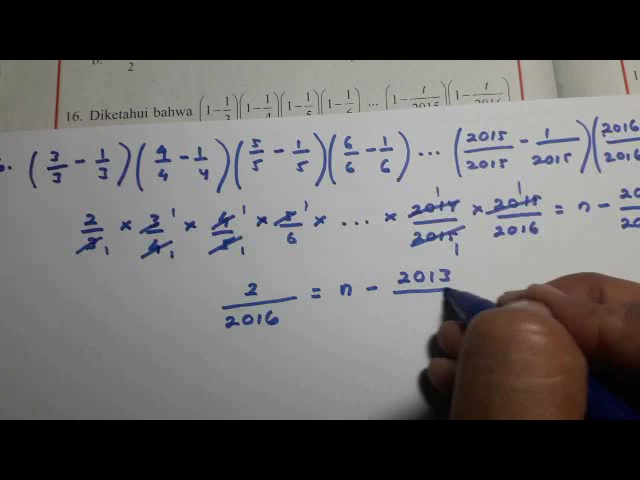 b. 2
16. Diketahui bahwa (1-1/3)(1-1/4)(1-1/5)(1-1/6) ... (1-1/2015)(1-1/2016)
(3/3 - 1/3)(4/4 - 1/4)(5/5 - 1/5)(6/6 - 1/6) ... (2015/2015 - 1/2015)(2016
2/3 × 3/4 × 4/5 × 5/6 × ... × 2014/2015 × 2015/2016 = n -
2/2016 = n - 2013